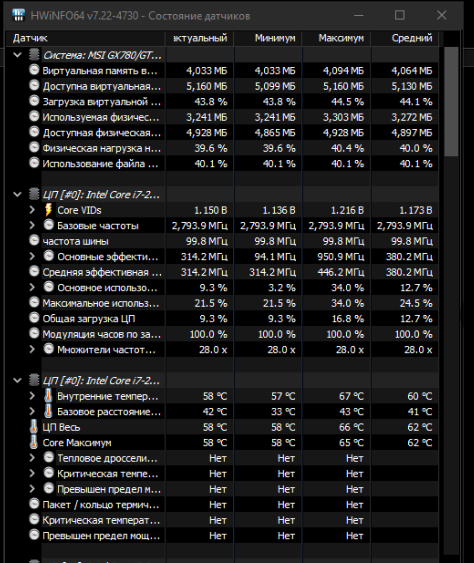 HWiNFO64 v7.22-4730 - Состояние датчиков
Датчик актуальный Минимум Максимум Средний
Система: MSI GX780/GT...
Виртуальная память в... 4,033 МБ 4,033 МБ 4,094 МБ 4,064 МБ
Доступна виртуальная... 5,160 МБ 5,099 МБ 5,160 МБ 5,130 МБ
Загрузка виртуальной ... 43.8 % 43.8 % 44.5 % 44.1 %
Используемая физичес... 3,241 МБ 3,241 МБ 3,303 МБ 3,272 МБ
Доступная физическая... 4,928 МБ 4,865 МБ 4,928 МБ 4,897 МБ
Физическая нагрузка н... 39.6 % 39.6 % 40.4 % 40.0 %
Использование файла ... 40.1 % 40.1 % 40.1 % 40.1 %
ЦП [#0]: Intel Core i7-2...
Core VIDs 1.150 В 1.136 В 1.216 В 1.173 В
Базовые частоты 2,793.9 МГц 2,793.9 МГц 2,793.9 МГц 2,793.9 МГц
частота шины 99.8 МГц 99.8 МГц 99.8 МГц 99.8 МГц
Основные эффекти... 314.2 МГц 94.1 МГц 950.9 МГц 380.2 МГц
Средняя эффективная ... 314.2 МГц 314.2 МГц 446.2 МГц 380.2 МГц
Основное использо... 9.3 % 3.2 % 34.0 % 12.7 %
Максимальное использ... 21.5 % 21.5 % 34.0 % 24.5 %
Общая загрузка ЦП 9.3 % 9.3 % 16.8 % 12.7 %
Модуляция часов по за... 100.0 % 100.0 % 100.0 % 100.0 %
Множители частот... 28.0 x 28.0 x 28.0 x 28.0 x
ЦП [#0]: Intel Core i7-2...
Внутренние темпер... 58 °C 57 °C 67 °C 60 °C
Базовое расстояние... 42 °C 33 °C 43 °C 41 °C
ЦП Весь 58 °C 58 °C 66 °C 62 °C
Core Максимум 58 °C 58 °C 65 °C 62 °C
Тепловое дроссели... Нет Нет Нет
Критическая темпе... Нет Нет Нет
Превышен предел м... Нет Нет Нет
Пакет / кольцо термич... Нет Нет Нет
Критическая температ... Нет Нет Нет
Превышен предел мощ... Нет Нет Нет